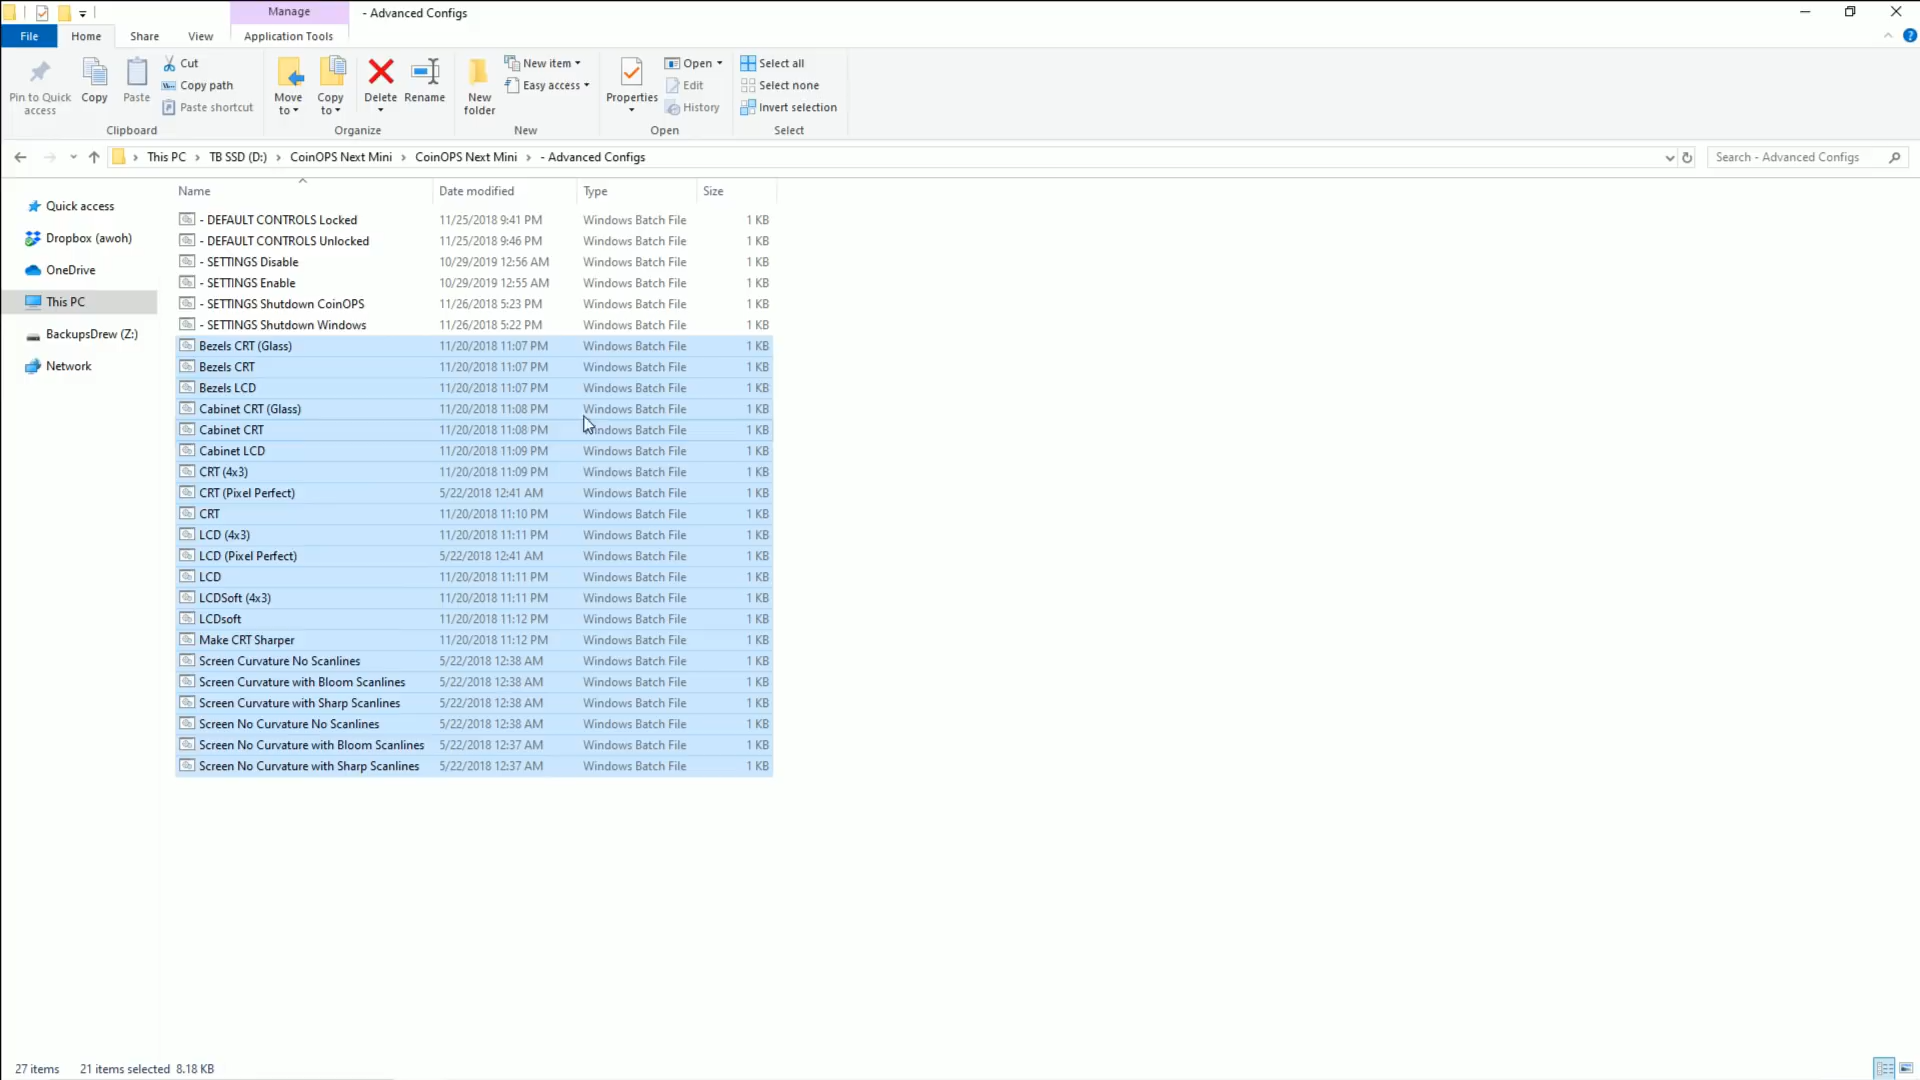 Manage
- Advanced Configs
File
Home
Share
View
Application Tools
Pin to Quick access
Copy
Paste
Cut
Copy path
Paste shortcut
Clipboard
Move to
Copy to
Delete
Rename
Organize
New folder
New item
Easy access
New
Properties
Open
Edit
History
Open
Select all
Select none
Invert selection
Select
This PC > TB SSD (D:) > CoinOPS Next Mini > CoinOPS Next Mini > - Advanced Configs
Search - Advanced Configs
Quick access
Dropbox (awoh)
OneDrive
This PC
BackupsDrew (Z:)
Network
Name Date modified Type Size
- DEFAULT CONTROLS Locked 11/25/2018 9:41 PM Windows Batch File 1 KB
- DEFAULT CONTROLS Unlocked 11/25/2018 9:46 PM Windows Batch File 1 KB
- SETTINGS Disable 10/29/2019 12:56 AM Windows Batch File 1 KB
- SETTINGS Enable 10/29/2019 12:55 AM Windows Batch File 1 KB
- SETTINGS Shutdown CoinOPS 11/26/2018 5:23 PM Windows Batch File 1 KB
- SETTINGS Shutdown Windows 11/26/2018 5:22 PM Windows Batch File 1 KB
Bezels CRT (Glass) 11/20/2018 11:07 PM Windows Batch File 1 KB
Bezels CRT 11/20/2018 11:07 PM Windows Batch File 1 KB
Bezels LCD 11/20/2018 11:07 PM Windows Batch File 1 KB
Cabinet CRT (Glass) 11/20/2018 11:08 PM Windows Batch File 1 KB
Cabinet CRT 11/20/2018 11:08 PM Windows Batch File 1 KB
Cabinet LCD 11/20/2018 11:09 PM Windows Batch File 1 KB
CRT (4x3) 11/20/2018 11:09 PM Windows Batch File 1 KB
CRT (Pixel Perfect) 5/22/2018 12:41 AM Windows Batch File 1 KB
CRT 11/20/2018 11:10 PM Windows Batch File 1 KB
LCD (4x3) 11/20/2018 11:11 PM Windows Batch File 1 KB
LCD (Pixel Perfect) 5/22/2018 12:41 AM Windows Batch File 1 KB
LCD 11/20/2018 11:11 PM Windows Batch File 1 KB
LCDSoft (4x3) 11/20/2018 11:11 PM Windows Batch File 1 KB
LCDsoft 11/20/2018 11:12 PM Windows Batch File 1 KB
Make CRT Sharper 11/20/2018 11:12 PM Windows Batch File 1 KB
Screen Curvature No Scanlines 5/22/2018 12:38 AM Windows Batch File 1 KB
Screen Curvature with Bloom Scanlines 5/22/2018 12:38 AM Windows Batch File 1 KB
Screen Curvature with Sharp Scanlines 5/22/2018 12:38 AM Windows Batch File 1 KB
Screen No Curvature No Scanlines 5/22/2018 12:38 AM Windows Batch File 1 KB
Screen No Curvature with Bloom Scanlines 5/22/2018 12:37 AM Windows Batch File 1 KB
Screen No Curvature with Sharp Scanlines 5/22/2018 12:37 AM Windows Batch File 1 KB
27 items 21 items selected 8.18 KB